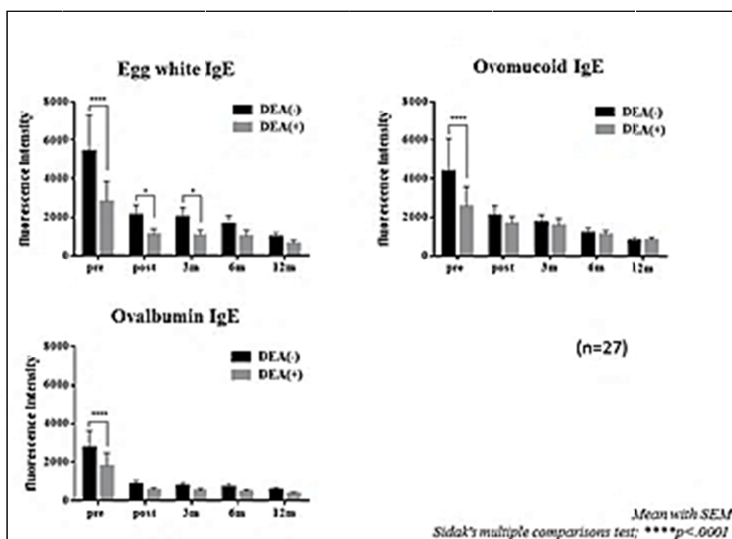 Egg white IgE
fluorescence intensity
8000
6000
4000
2000
0
****
*
*
DEA(-)
DEA(+)
pre post 3m 6m 12m
Ovomucoid IgE
fluorescence intensity
8000
6000
4000
2000
0
****
DEA(-)
DEA(+)
pre post 3m 6m 12m
Ovalbumin IgE
fluorescence intensity
8000
6000
4000
2000
0
****
DEA(-)
DEA(+)
pre post 3m 6m 12m
(n=27)
Mean with SEM
Sidak's multiple comparisons test; ****p<.0001